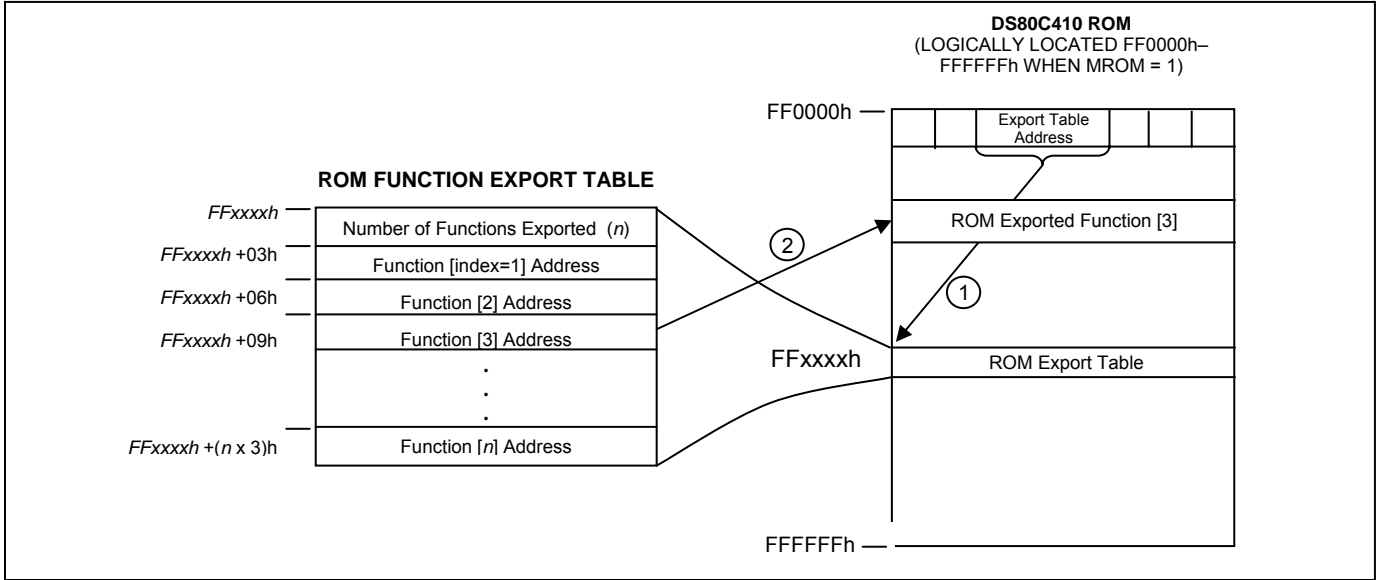 DS80C410 ROM
(LOGICALLY LOCATED FF0000h–
FFFFFFh WHEN MROM = 1)
FF0000h
Export Table
Address
ROM FUNCTION EXPORT TABLE
FFxxxxh
Number of Functions Exported (n)
ROM Exported Function [3]
2
FFxxxxh +03h
Function [index=1] Address
FFxxxxh +06h
Function [2] Address
1
FFxxxxh +09h
Function [3] Address
FFxxxxh
ROM Export Table
.
.
.
FFxxxxh +(n x 3)h
Function [n] Address
FFFFFFh